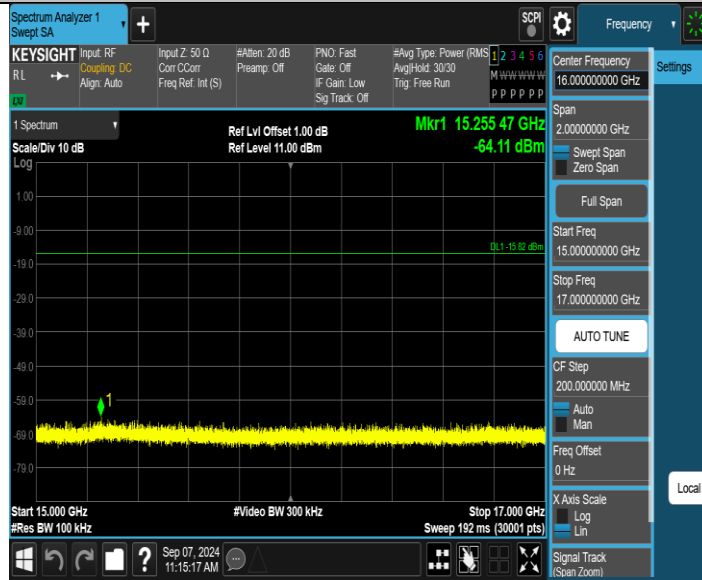 Spectrum Analyzer 1
Swept SA
+
SCPI
Frequency
KEYSIGHT
RL
LXI
Input: RF
Coupling: DC
Align: Auto
Input Z: 50 Ω
Corr CCorr
Freq Ref: Int (S)
#Atten: 20 dB
Preamp: Off
PNO: Fast
Gate: Off
IF Gain: Low
Sig Track: Off
#Avg Type: Power (RMS
Avg|Hold: 30/30
Trig: Free Run
1 2 3 4 5 6
M W W W W W
P P P P P P
1 Spectrum
Scale/Div 10 dB
Log
Ref Lvl Offset 1.00 dB
Ref Level 11.00 dBm
Mkr1 15.255 47 GHz
-64.11 dBm
1.00
-9.00
DL1 -15.82 dBm
-19.0
-29.0
-39.0
-49.0
-59.0
1
-69.0
-79.0
Start 15.000 GHz
#Res BW 100 kHz
#Video BW 300 kHz
Stop 17.000 GHz
Sweep 192 ms (30001 pts)
?
Sep 07, 2024
11:15:17 AM
Center Frequency
16.000000000 GHz
Span
2.00000000 GHz
Swept Span
Zero Span
Full Span
Start Freq
15.000000000 GHz
Stop Freq
17.000000000 GHz
AUTO TUNE
CF Step
200.000000 MHz
Auto
Man
Freq Offset
0 Hz
X Axis Scale
Log
Lin
Signal Track
(Span Zoom)
Settings
Local